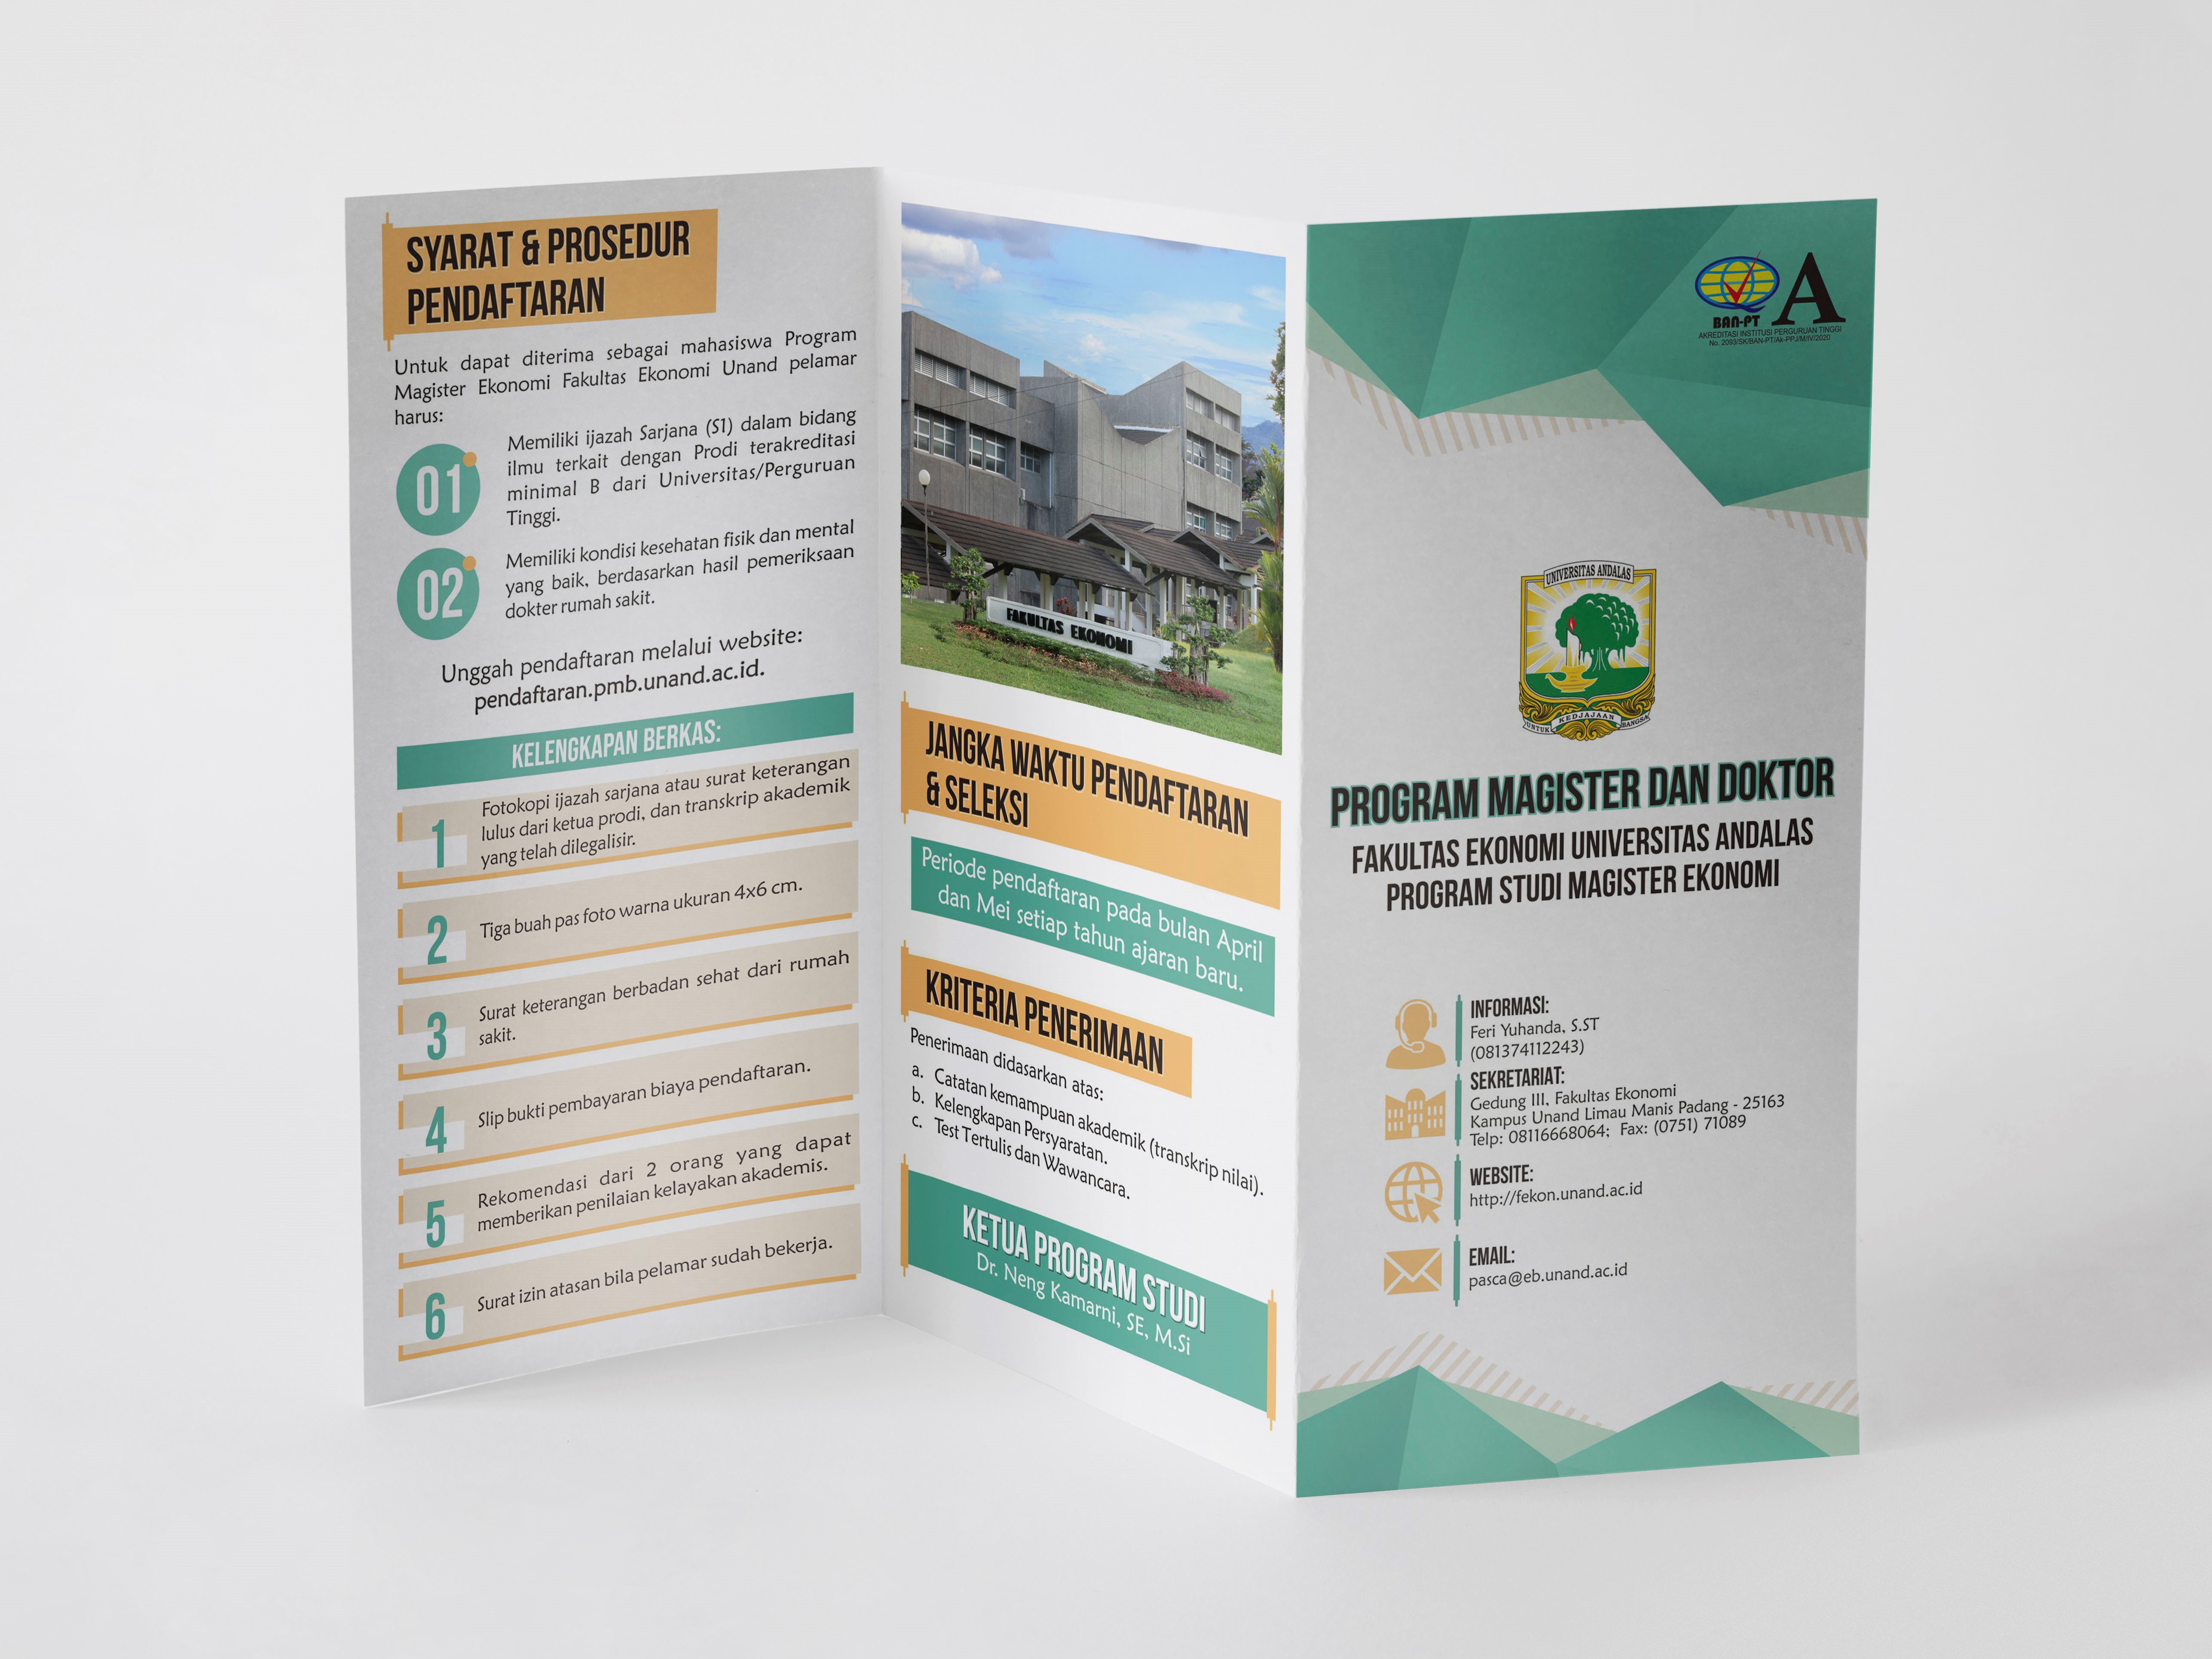 SYARAT & PROSEDUR
PENDAFTARAN
Untuk dapat diterima sebagai mahasiswa Program
Magister Ekonomi Fakultas Ekonomi Unand pelamar
harus:
01
Memiliki ijazah Sarjana (S1) dalam bidang
ilmu terkait dengan Prodi terakreditasi
minimal B dari Universitas/Perguruan
Tinggi.
02
Memiliki kondisi kesehatan fisik dan mental
yang baik, berdasarkan hasil pemeriksaan
dokter rumah sakit.
Unggah pendaftaran melalui website:
pendaftaran.pmb.unand.ac.id.
KELENGKAPAN BERKAS:
1
Fotokopi ijazah sarjana atau surat keterangan
lulus dari ketua prodi, dan transkrip akademik
yang telah dilegalisir.
2
Tiga buah pas foto warna ukuran 4x6 cm.
3
Surat keterangan berbadan sehat dari rumah
sakit.
4
Slip bukti pembayaran biaya pendaftaran.
5
Rekomendasi dari 2 orang yang dapat
memberikan penilaian kelayakan akademis.
6
Surat izin atasan bila pelamar sudah bekerja.
FAKULTAS EKONOMI
JANGKA WAKTU PENDAFTARAN
& SELEKSI
Periode pendaftaran pada bulan April
dan Mei setiap tahun ajaran baru.
KRITERIA PENERIMAAN
Penerimaan didasarkan atas:
a. Catatan kemampuan akademik (transkrip nilai).
b. Kelengkapan Persyaratan.
c. Test Tertulis dan Wawancara.
KETUA PROGRAM STUDI
Dr. Neng Kamarni, SE, M.Si
BAN-PT A
AKREDITASI INSTITUSI PERGURUAN TINGGI
No. 2093/SK/BAN-PT/Ak-PPJ/M/IV/2020
UNIVERSITAS ANDALAS
UNTUK KEDJAJAAN BANGSA
PROGRAM MAGISTER DAN DOKTOR
FAKULTAS EKONOMI UNIVERSITAS ANDALAS
PROGRAM STUDI MAGISTER EKONOMI
INFORMASI:
Feri Yuhanda, S.ST
(081374112243)
SEKRETARIAT:
Gedung III, Fakultas Ekonomi
Kampus Unand Limau Manis Padang - 25163
Telp: 08116668064; Fax: (0751) 71089
WEBSITE:
http://fekon.unand.ac.id
EMAIL:
pasca@eb.unand.ac.id